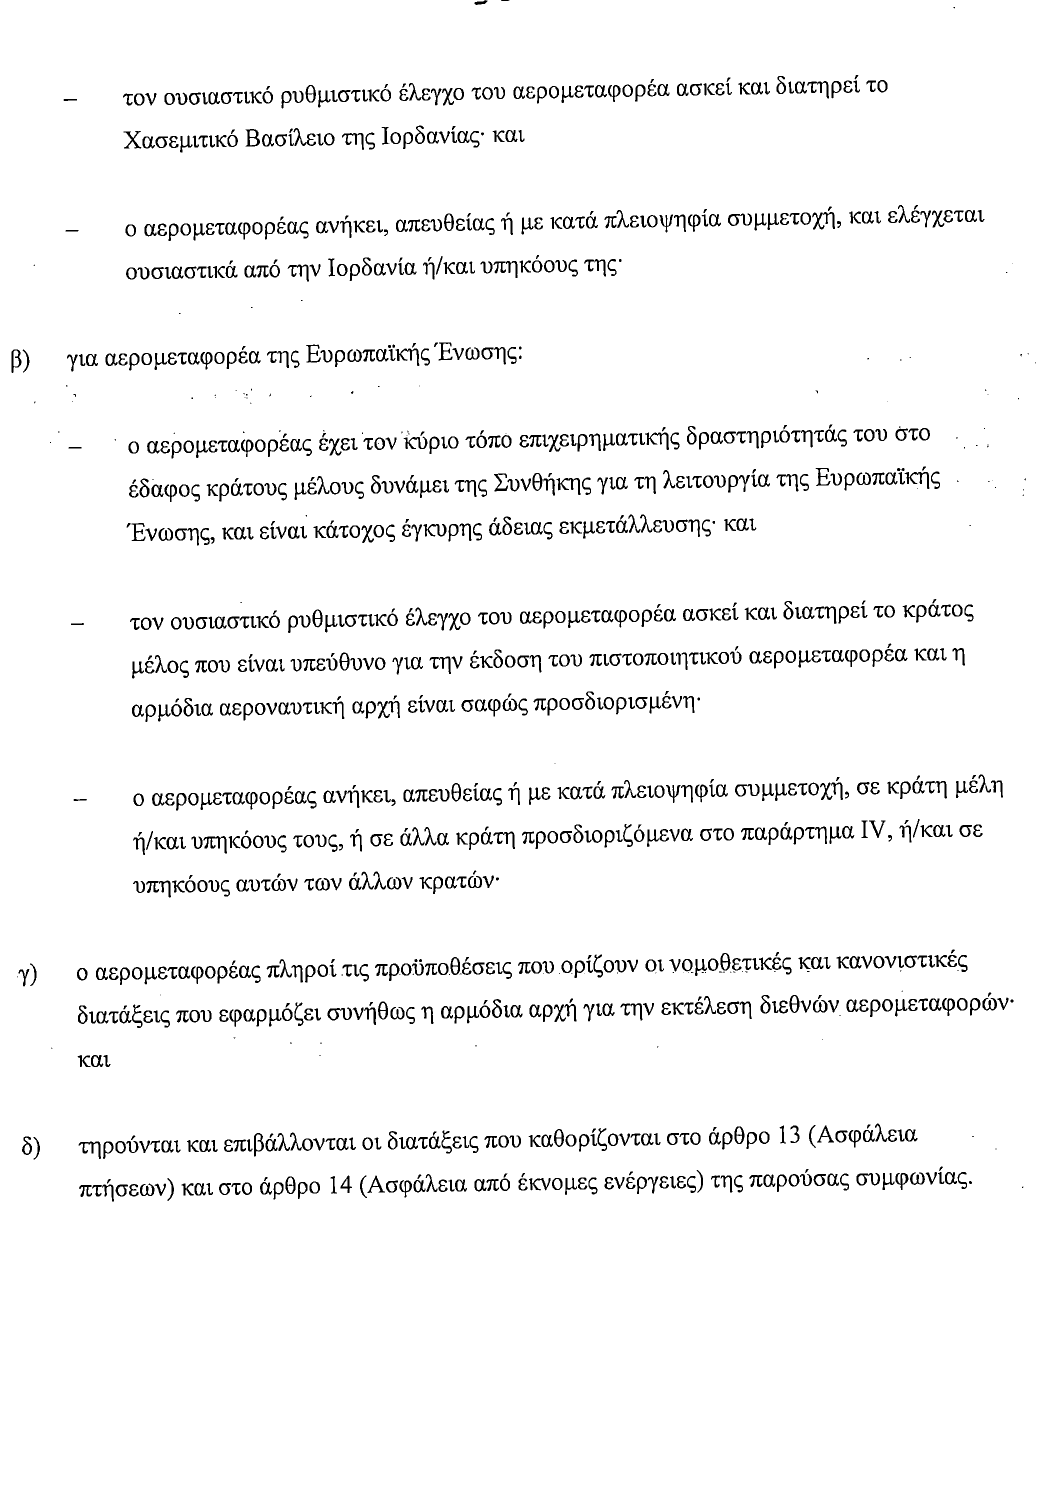 – τον ουσιαστικό ρυθμιστικό έλεγχο του αερομεταφορέα ασκεί και διατηρεί το
Χασεμιτικό Βασίλειο της Ιορδανίας· και
– ο αερομεταφορέας ανήκει, απευθείας ή με κατά πλειοψηφία συμμετοχή, και ελέγχεται
ουσιαστικά από την Ιορδανία ή/και υπηκόους της·
β) για αερομεταφορέα της Ευρωπαϊκής Ένωσης:
– ο αερομεταφορέας έχει τον κύριο τόπο επιχειρηματικής δραστηριότητάς του στο
έδαφος κράτους μέλους δυνάμει της Συνθήκης για τη λειτουργία της Ευρωπαϊκής
Ένωσης, και είναι κάτοχος έγκυρης άδειας εκμετάλλευσης· και
– τον ουσιαστικό ρυθμιστικό έλεγχο του αερομεταφορέα ασκεί και διατηρεί το κράτος
μέλος που είναι υπεύθυνο για την έκδοση του πιστοποιητικού αερομεταφορέα και η
αρμόδια αεροναυτική αρχή είναι σαφώς προσδιορισμένη·
– ο αερομεταφορέας ανήκει, απευθείας ή με κατά πλειοψηφία συμμετοχή, σε κράτη μέλη
ή/και υπηκόους τους, ή σε άλλα κράτη προσδιοριζόμενα στο παράρτημα IV, ή/και σε
υπηκόους αυτών των άλλων κρατών·
γ) ο αερομεταφορέας πληροί τις προϋποθέσεις που ορίζουν οι νομοθετικές και κανονιστικές
διατάξεις που εφαρμόζει συνήθως η αρμόδια αρχή για την εκτέλεση διεθνών αερομεταφορών·
και
δ) τηρούνται και επιβάλλονται οι διατάξεις που καθορίζονται στο άρθρο 13 (Ασφάλεια
πτήσεων) και στο άρθρο 14 (Ασφάλεια από έκνομες ενέργειες) της παρούσας συμφωνίας.